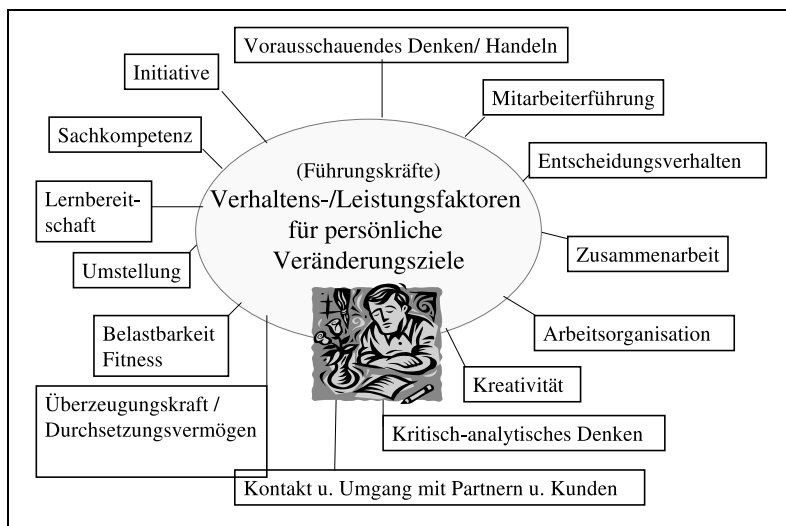 Vorausschauendes Denken/ Handeln
Initiative
Mitarbeiterführung
Sachkompetenz
Entscheidungsverhalten
(Führungskräfte)
Verhaltens-/Leistungsfaktoren
für persönliche
Veränderungsziele
Lernbereit-
schaft
Zusammenarbeit
Umstellung
Arbeitsorganisation
Belastbarkeit
Fitness
Kreativität
Überzeugungskraft /
Durchsetzungsvermögen
Kritisch-analytisches Denken
Kontakt u. Umgang mit Partnern u. Kunden